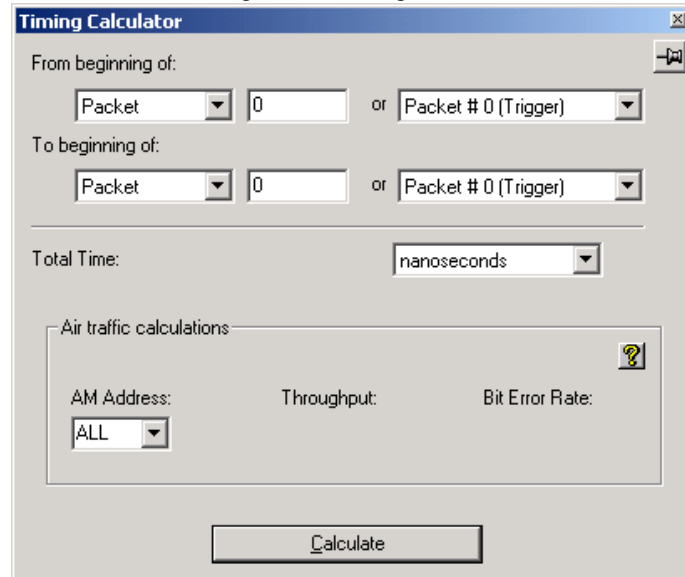 Timing Calculator
From beginning of:
Packet 0 or Packet # 0 (Trigger)
To beginning of:
Packet 0 or Packet # 0 (Trigger)
Total Time: nanoseconds
Air traffic calculations
?
AM Address: Throughput: Bit Error Rate:
ALL
Calculate